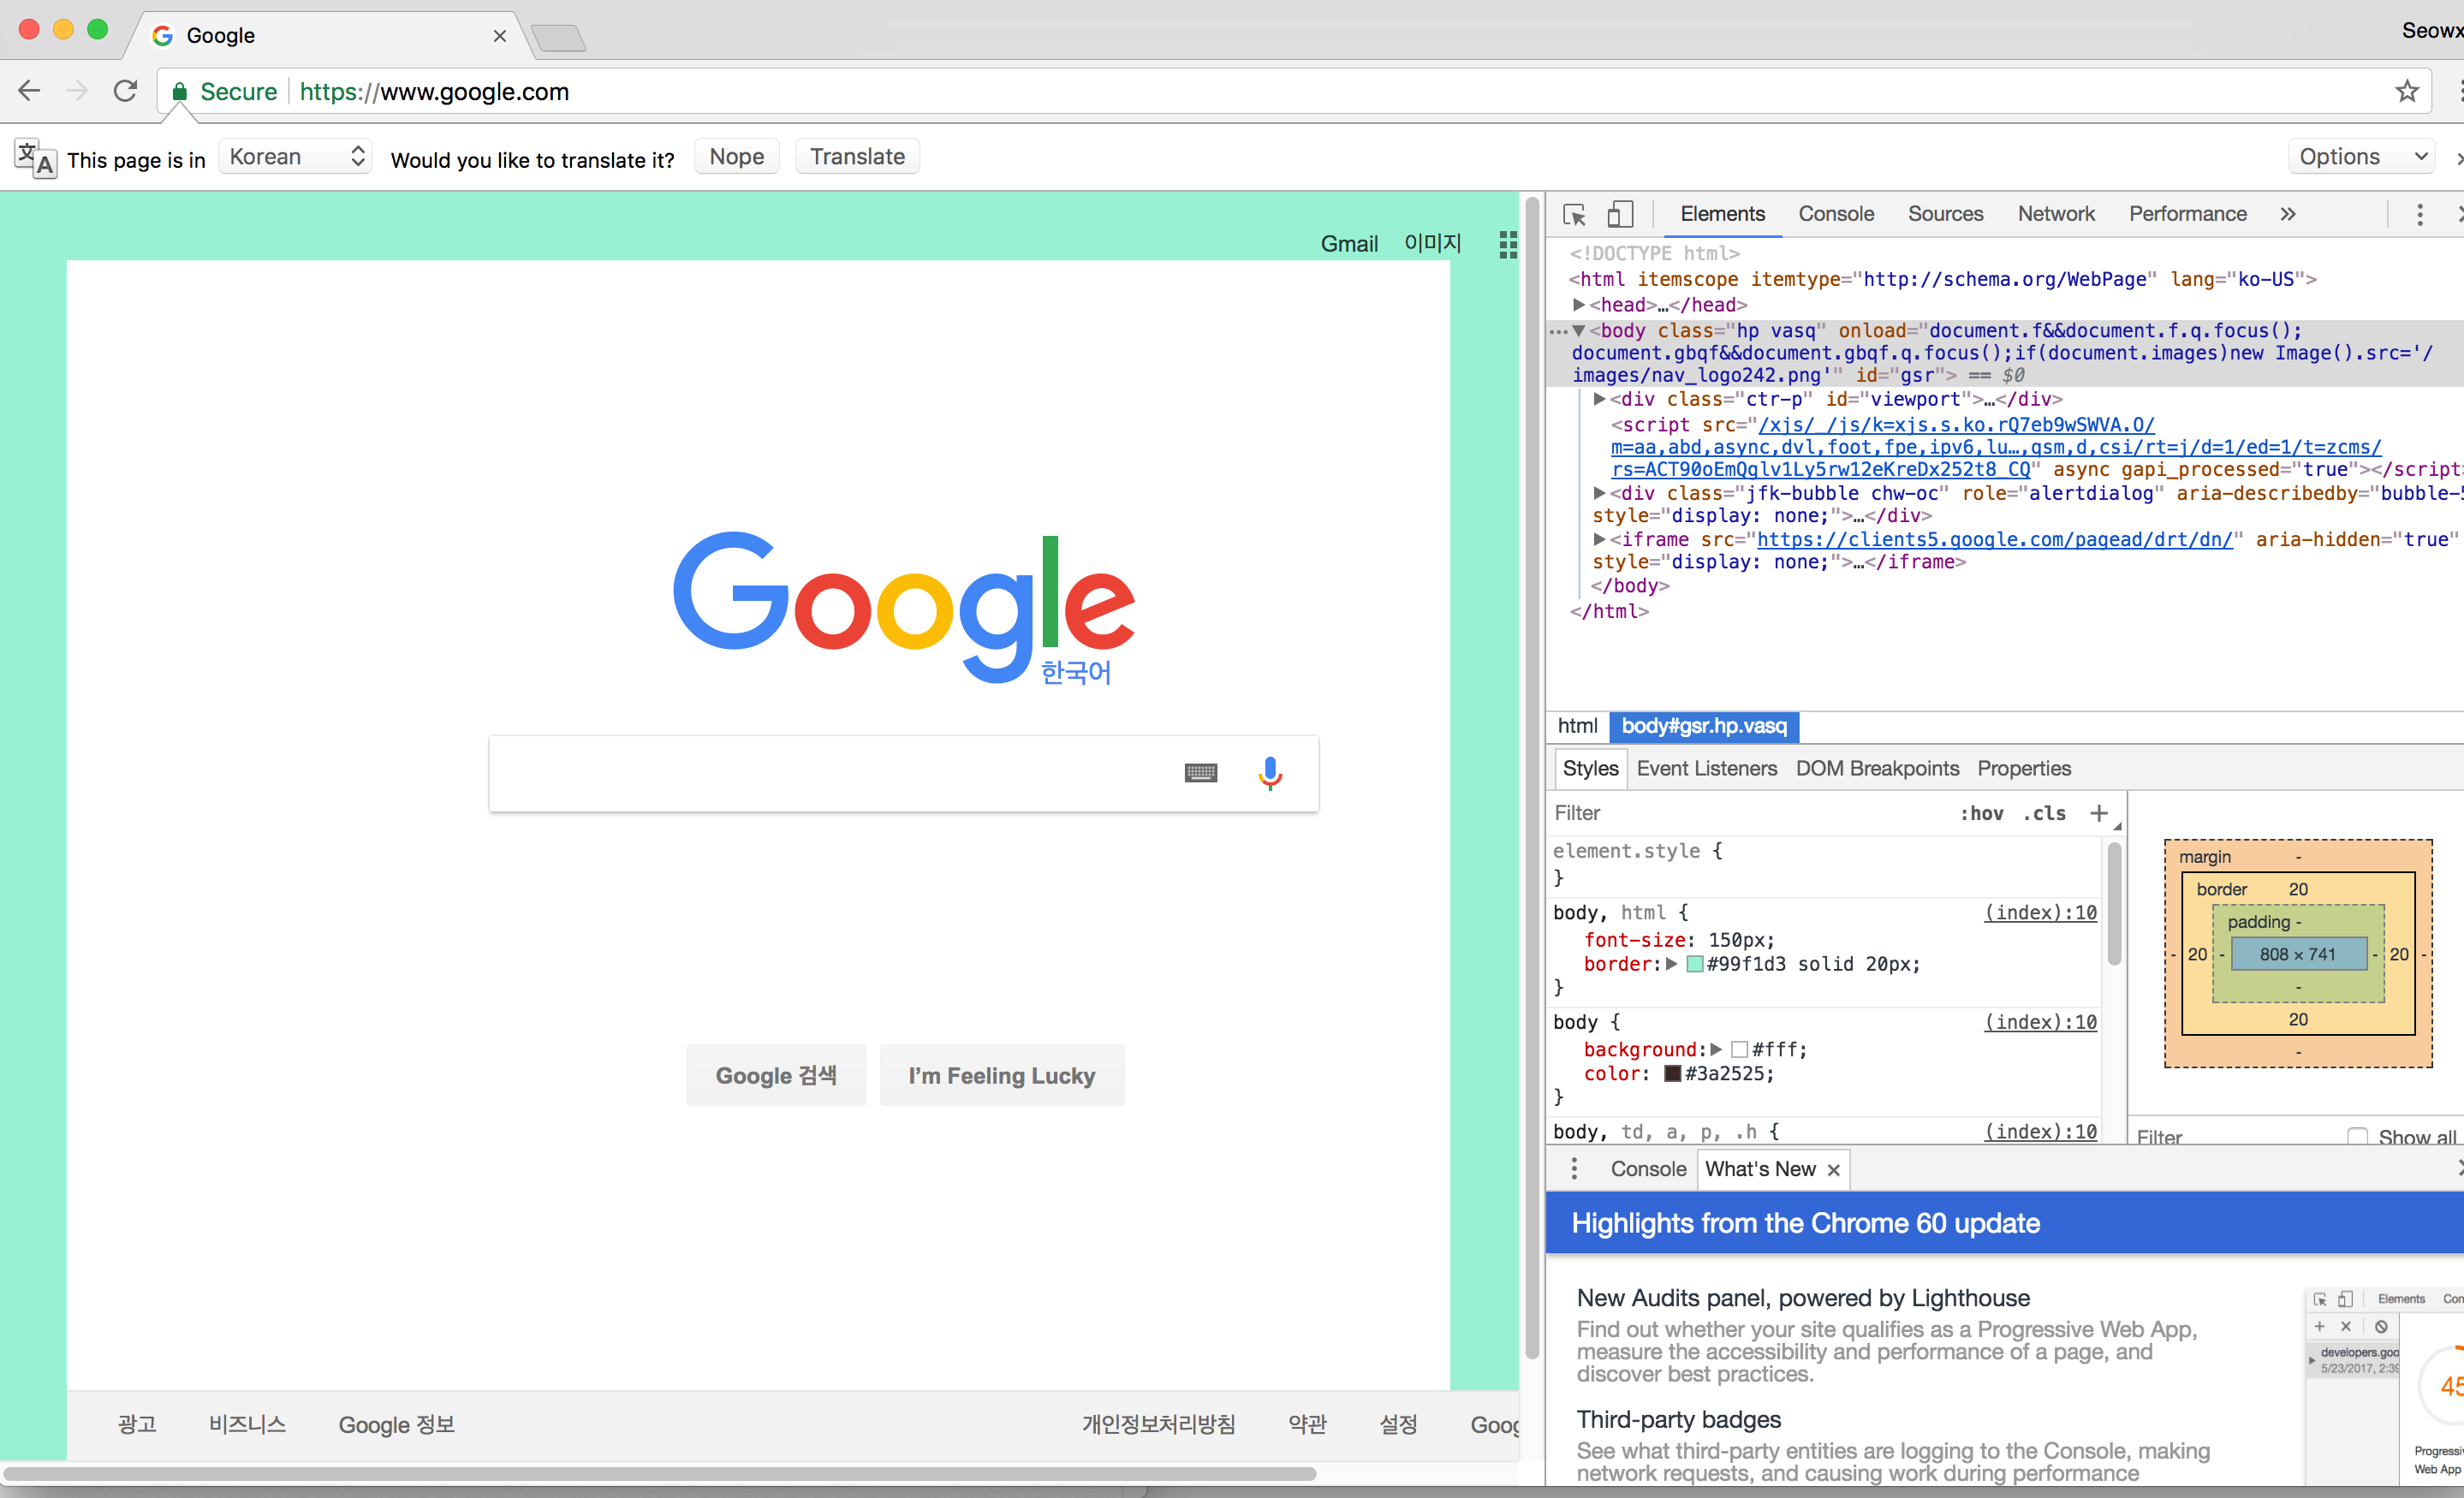 Google
Seowx
Secure https://www.google.com
This page is in Korean Would you like to translate it? Nope Translate Options
Gmail 이미지
Google
한국어
Google 검색 I'm Feeling Lucky
광고 비즈니스 Google 정보 개인정보처리방침 약관 설정 Goog
Elements Console Sources Network Performance »
<!DOCTYPE html>
<html itemscope itemtype="http://schema.org/WebPage" lang="ko-US">
▶<head>…</head>
…▼<body class="hp vasq" onload="document.f&&document.f.q.focus();
document.gbqf&&document.gbqf.q.focus();if(document.images)new Image().src='/
images/nav_logo242.png'" id="gsr"> == $0
▶<div class="ctr-p" id="viewport">…</div>
<script src="/xjs/_/js/k=xjs.s.ko.rQ7eb9wSWVA.O/
m=aa,abd,async,dvl,foot,fpe,ipv6,lu…,qsm,d,csi/rt=j/d=1/ed=1/t=zcms/
rs=ACT90oEmQglv1Ly5rw12eKreDx252t8_CQ" async gapi_processed="true"></script
▶<div class="jfk-bubble chw-oc" role="alertdialog" aria-describedby="bubble-5
style="display: none;">…</div>
▶<iframe src="https://clients5.google.com/pagead/drt/dn/" aria-hidden="true"
style="display: none;">…</iframe>
</body>
</html>
html body#gsr.hp.vasq
Styles Event Listeners DOM Breakpoints Properties
Filter :hov .cls +
element.style {
}
body, html { (index):10
font-size: 150px;
border:▶ #99f1d3 solid 20px;
}
body { (index):10
background:▶ #fff;
color: #3a2525;
}
body, td, a, p, .h { (index):10
margin -
border 20
padding -
- 20 - 808 × 741 - 20 -
-
20
-
Filter Show all
Console What's New ×
Highlights from the Chrome 60 update
New Audits panel, powered by Lighthouse
Find out whether your site qualifies as a Progressive Web App,
measure the accessibility and performance of a page, and
discover best practices.
Third-party badges
See what third-party entities are logging to the Console, making
network requests, and causing work during performance
Elements Con
developers.goo
5/23/2017, 2:39
45
Progressiv
Web App